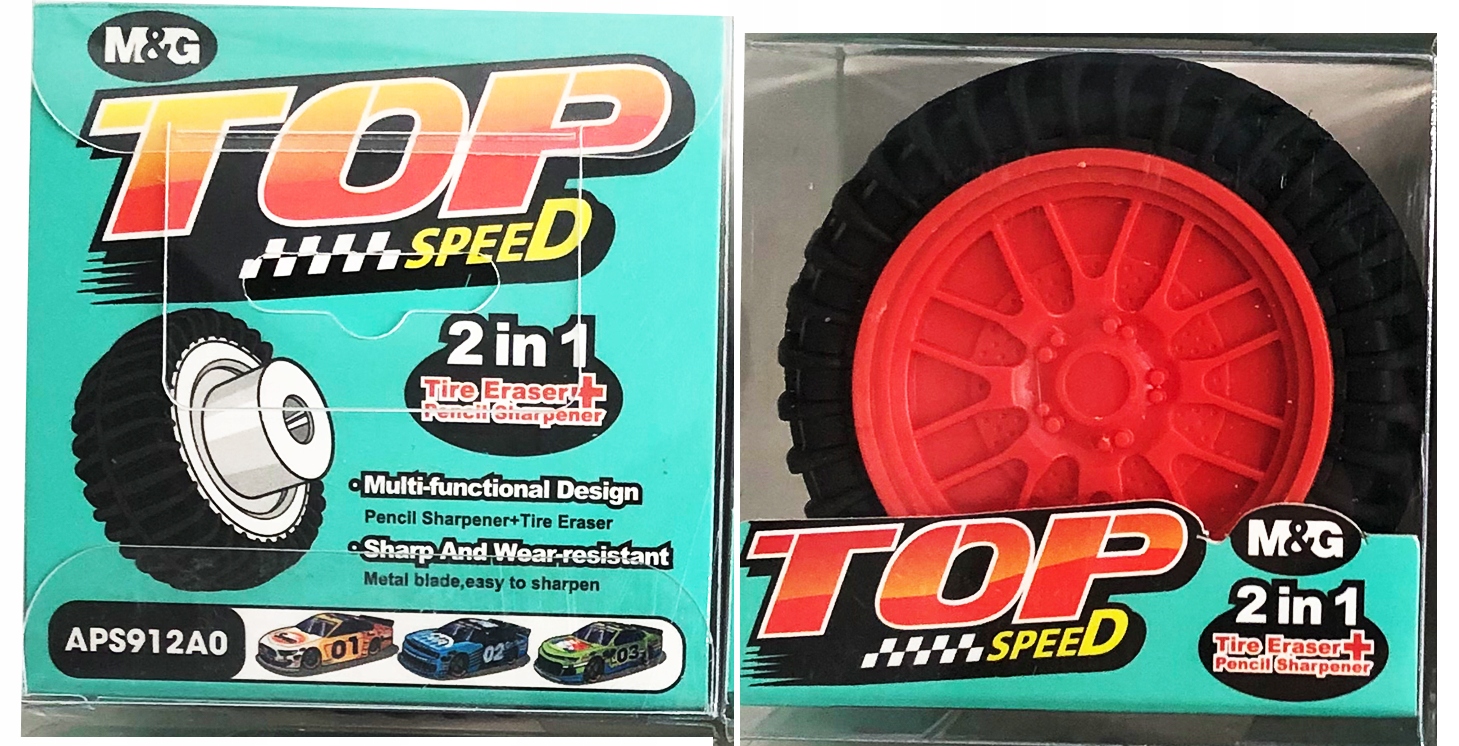 M&G
TOP
SPEED
2 in 1
Tire Eraser+
Pencil Sharpener
· Multi-functional Design
Pencil Sharpener+Tire Eraser
· Sharp And Wear-resistant
Metal blade,easy to sharpen
APS912A0
01
02
03
TOP
SPEED
M&G
2 in 1
Tire Eraser+
Pencil Sharpener